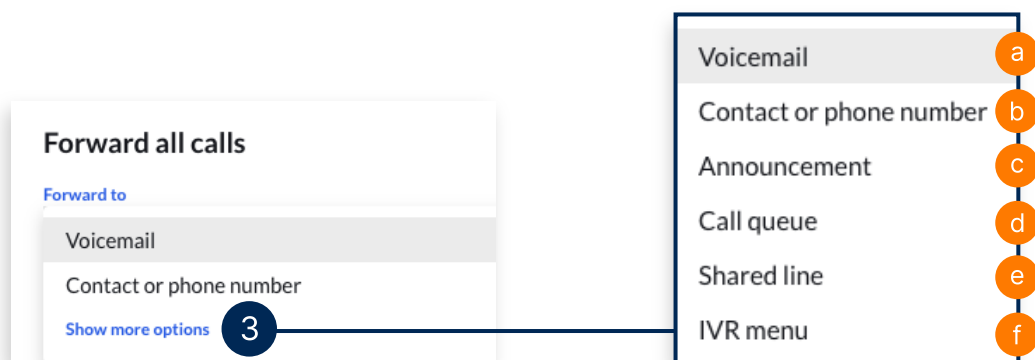 Forward all calls
Forward to
Voicemail
Contact or phone number
Show more options 3
Voicemail a
Contact or phone number b
Announcement c
Call queue d
Shared line e
IVR menu f